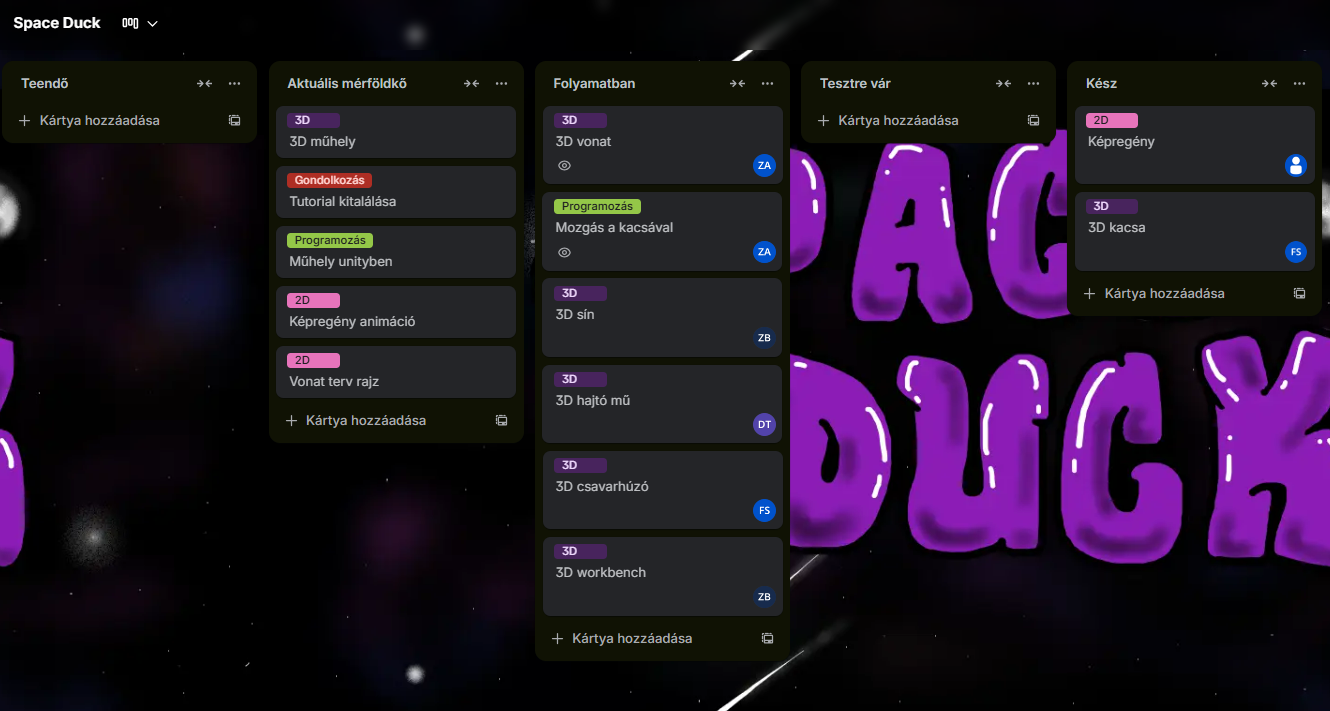 Space Duck
Teendő
Kártya hozzáadása
Aktuális mérföldkő
3D
3D műhely
Gondolkozás
Tutorial kitalálása
Programozás
Műhely unityben
2D
Képregény animáció
2D
Vonat terv rajz
Kártya hozzáadása
Folyamatban
3D
3D vonat
ZA
Programozás
Mozgás a kacsával
ZA
3D
3D sín
ZB
3D
3D hajtó mű
DT
3D
3D csavarhúzó
FS
3D
3D workbench
ZB
Kártya hozzáadása
Tesztre vár
Kártya hozzáadása
Kész
2D
Képregény
3D
3D kacsa
FS
Kártya hozzáadása
PAC
DUCK